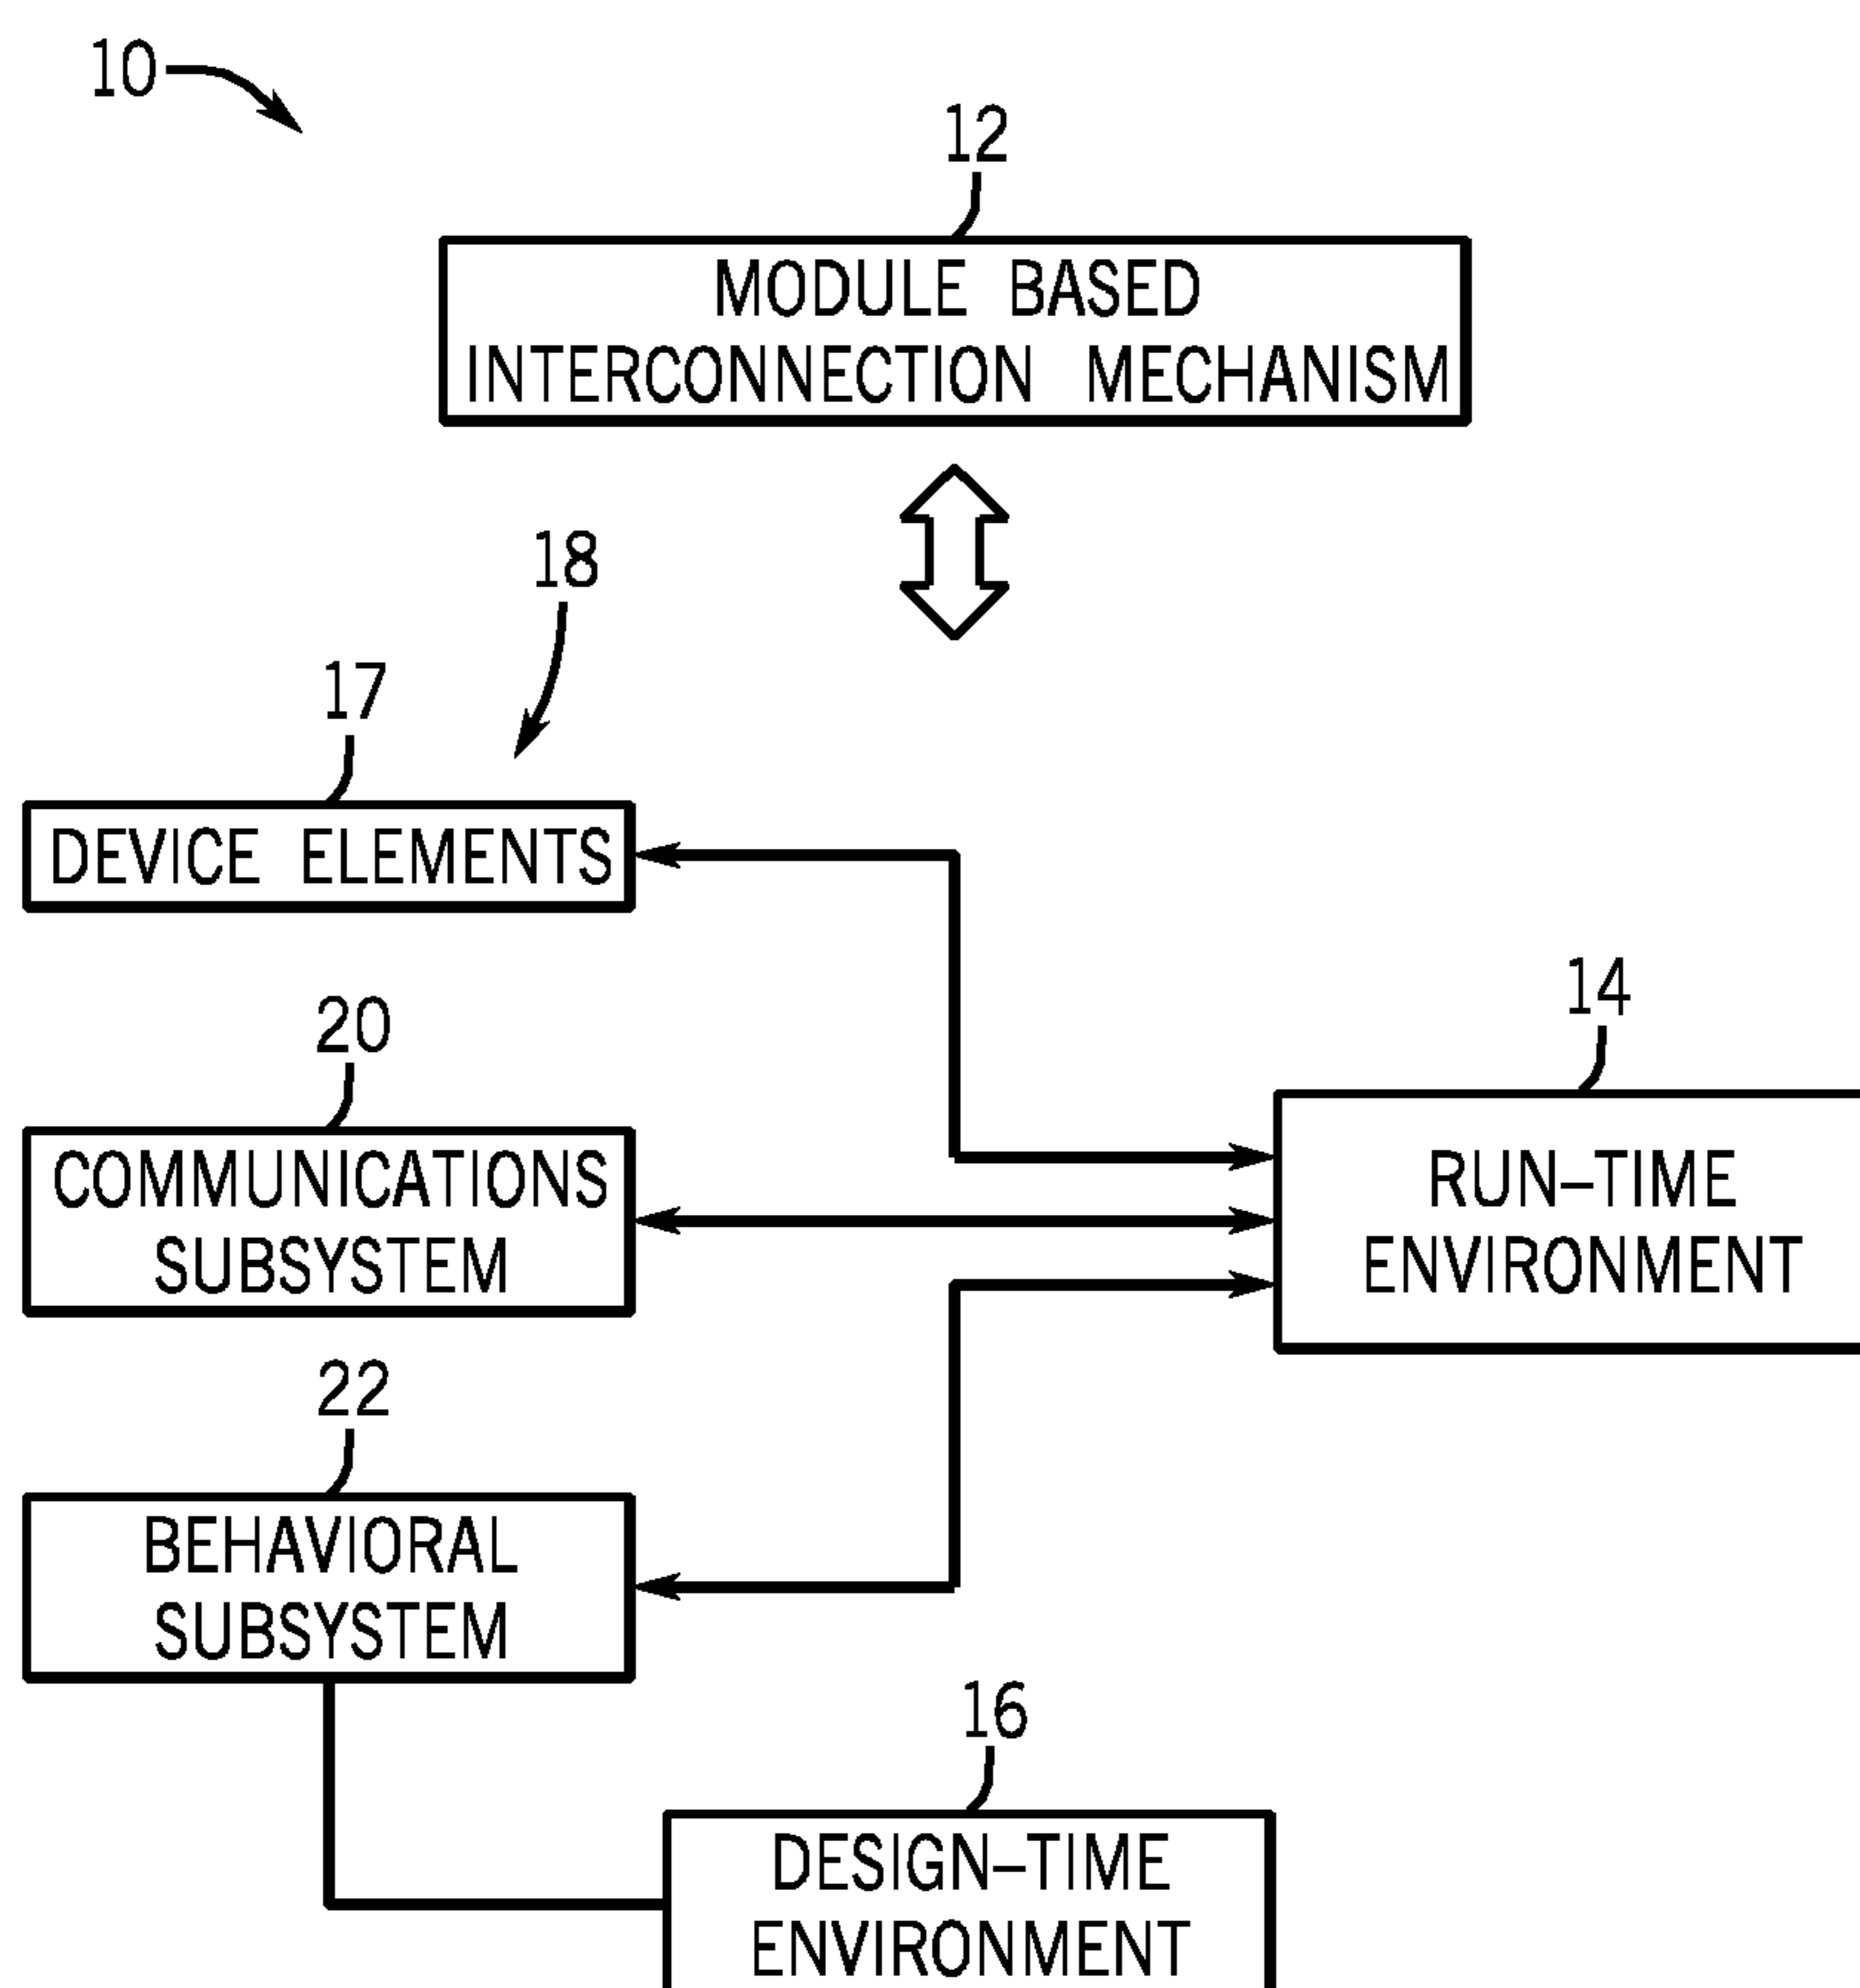 10
12
MODULE BASED
INTERCONNECTION MECHANISM
18
17
DEVICE ELEMENTS
14
20
COMMUNICATIONS
SUBSYSTEM
RUN-TIME
ENVIRONMENT
22
BEHAVIORAL
SUBSYSTEM
16
DESIGN-TIME
ENVIRONMENT